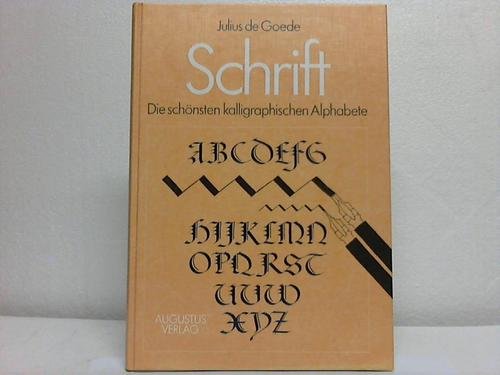 Julius de Goede
Schrift
Die schönsten kalligraphischen Alphabete
ABCDEFG
HIJKLMN
OPQRST
UVW
XYZ
AUGUSTUS
VERLAG